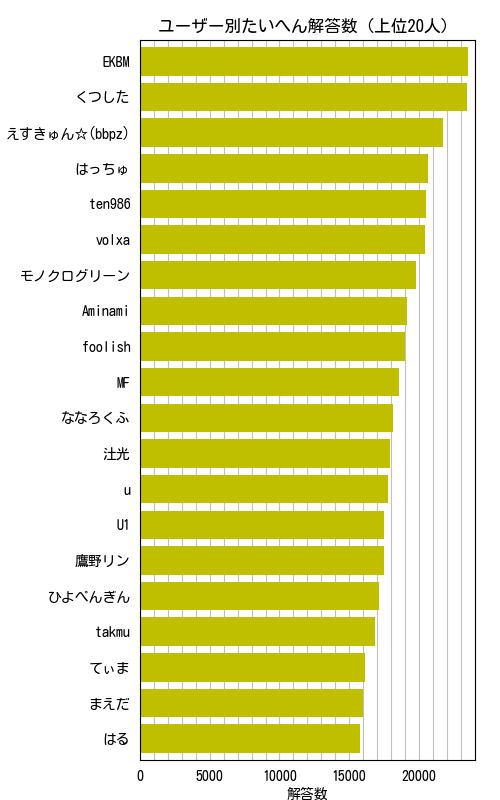 ユーザー別たいへん解答数 (上位20人)
EKBM
くつした
えすきゅん☆(bbpz)
はっちゅ
ten986
volxa
モノクログリーン
Aminami
foolish
MF
ななろくふ
汢光
u
U1
鷹野リン
ひよぺんぎん
takmu
てぃま
まえだ
はる
0 5000 10000 15000 20000
解答数